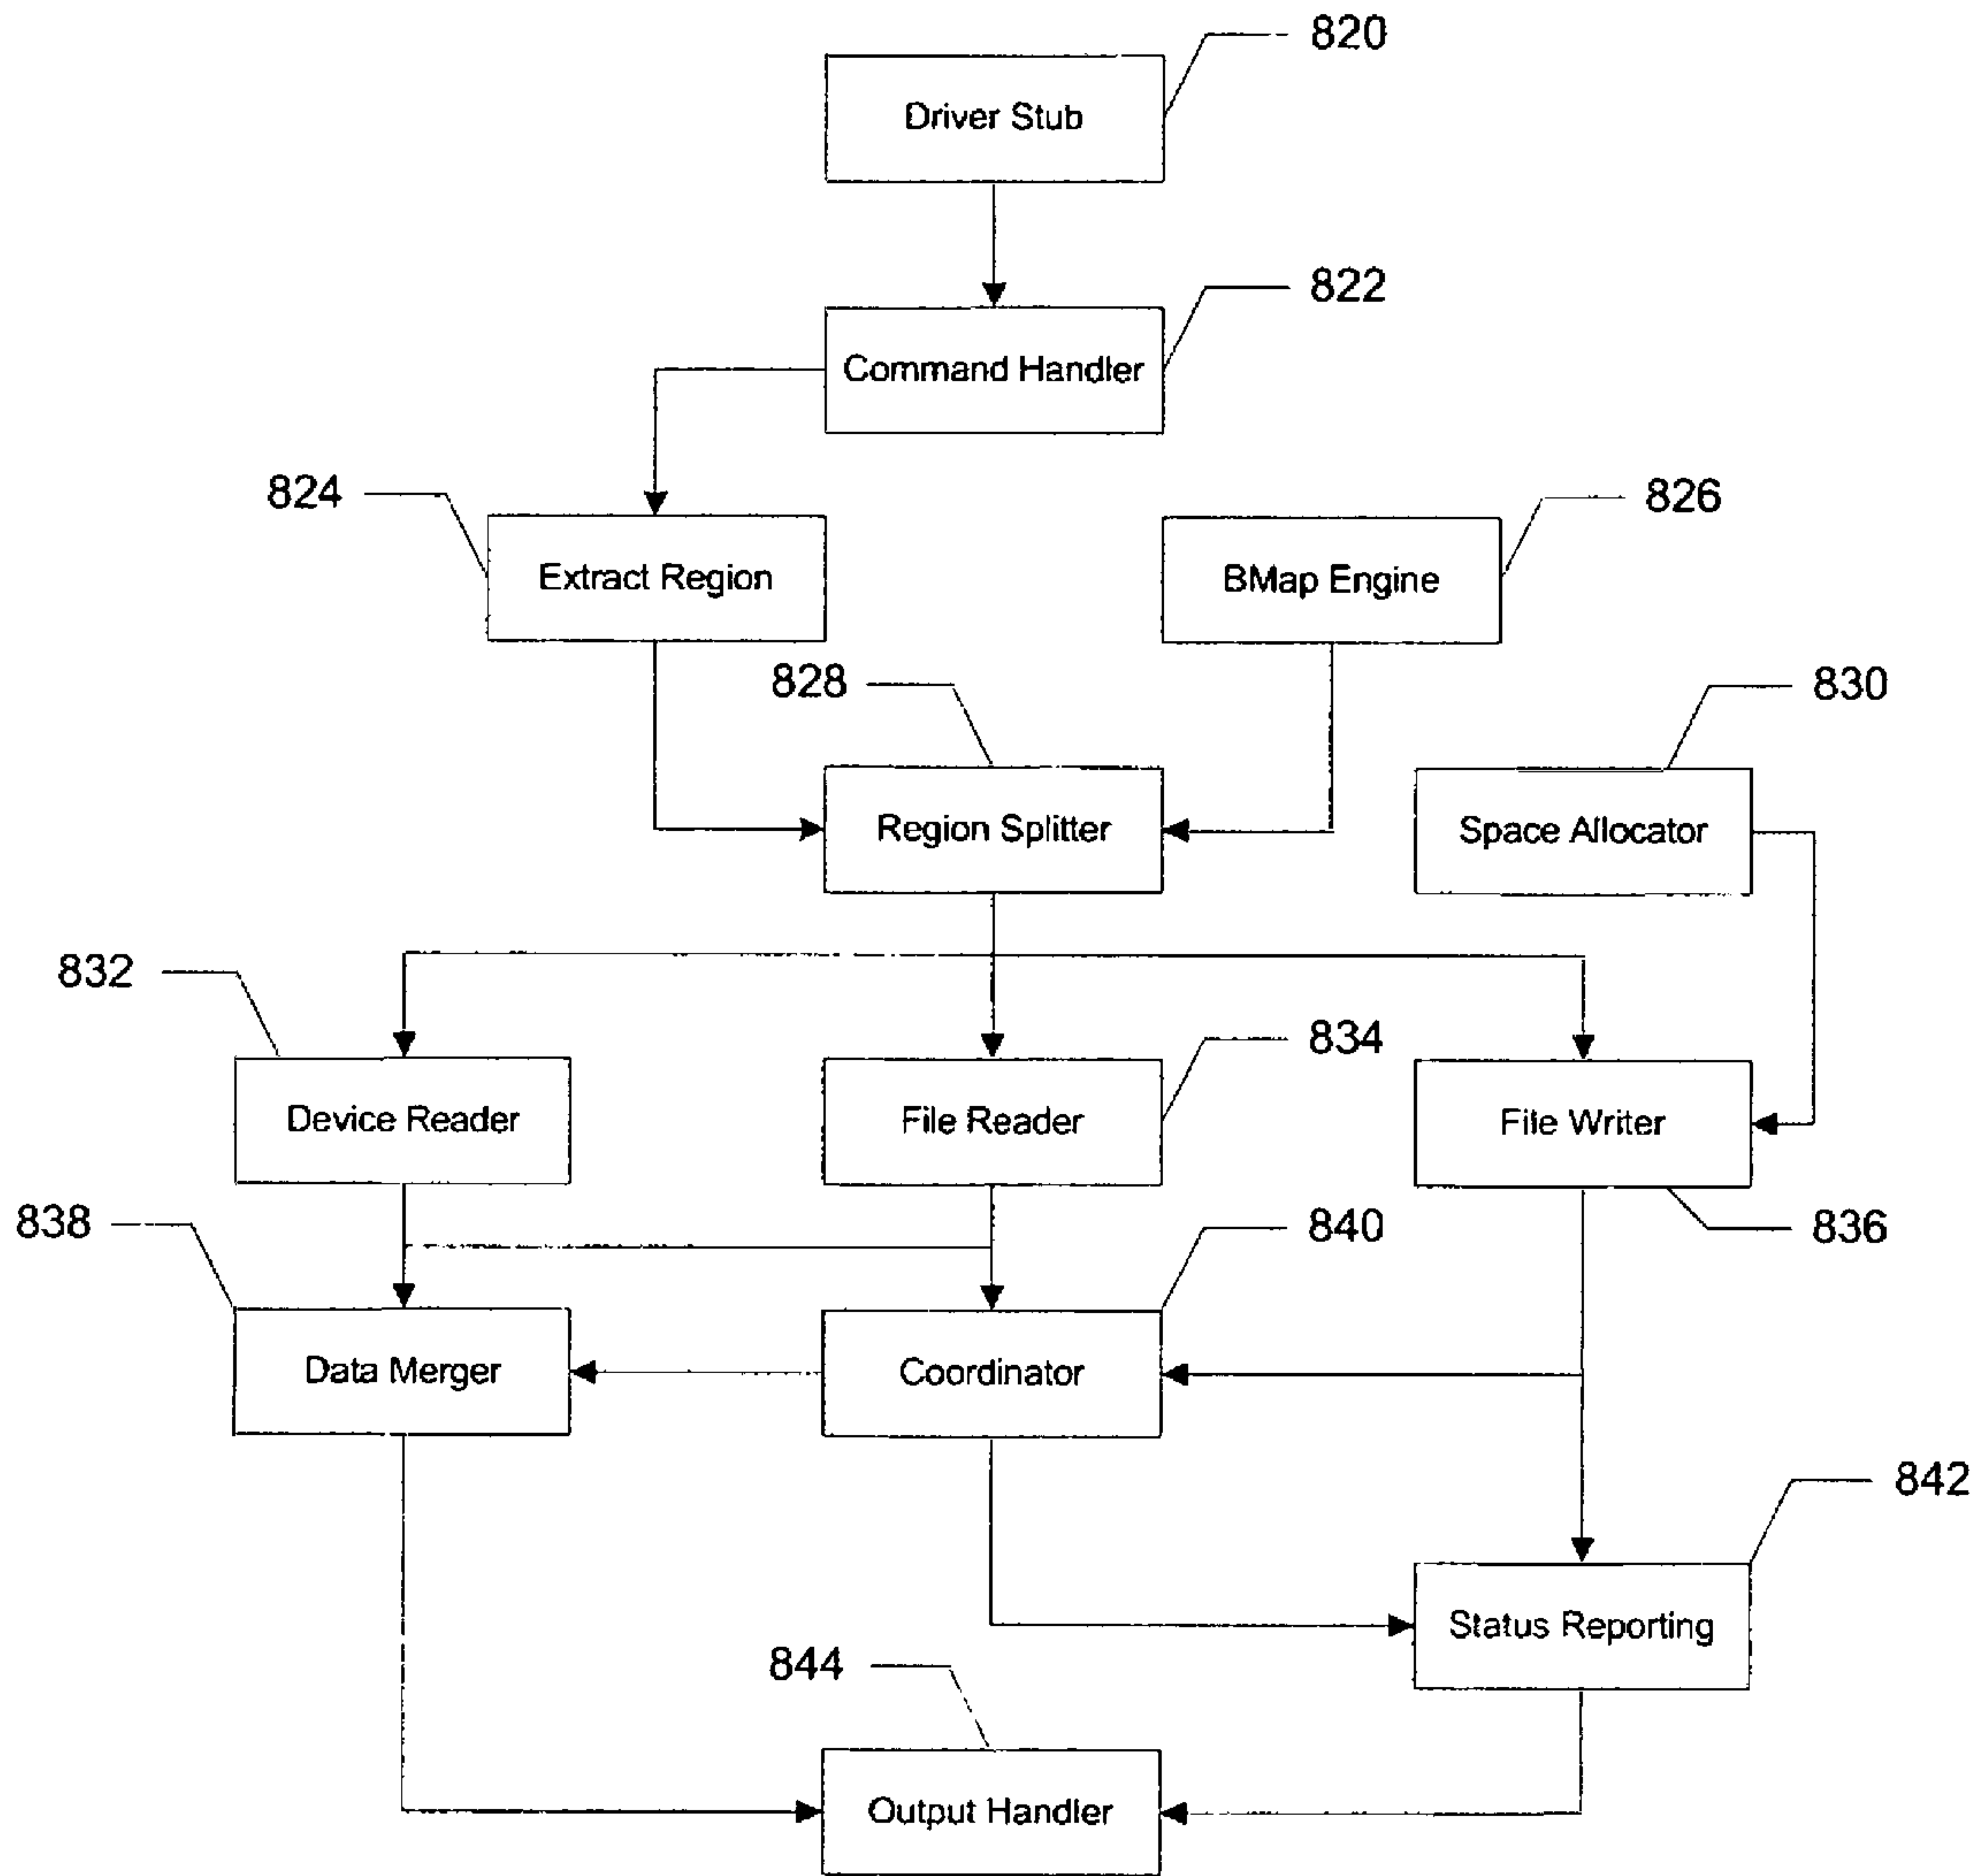 820
Driver Stub
822
Command Handler
824
826
Extract Region
BMap Engine
828
830
Region Splitter
Space Allocator
832
834
Device Reader
File Reader
File Writer
838
840
836
Data Merger
Coordinator
842
Status Reporting
844
Output Handler